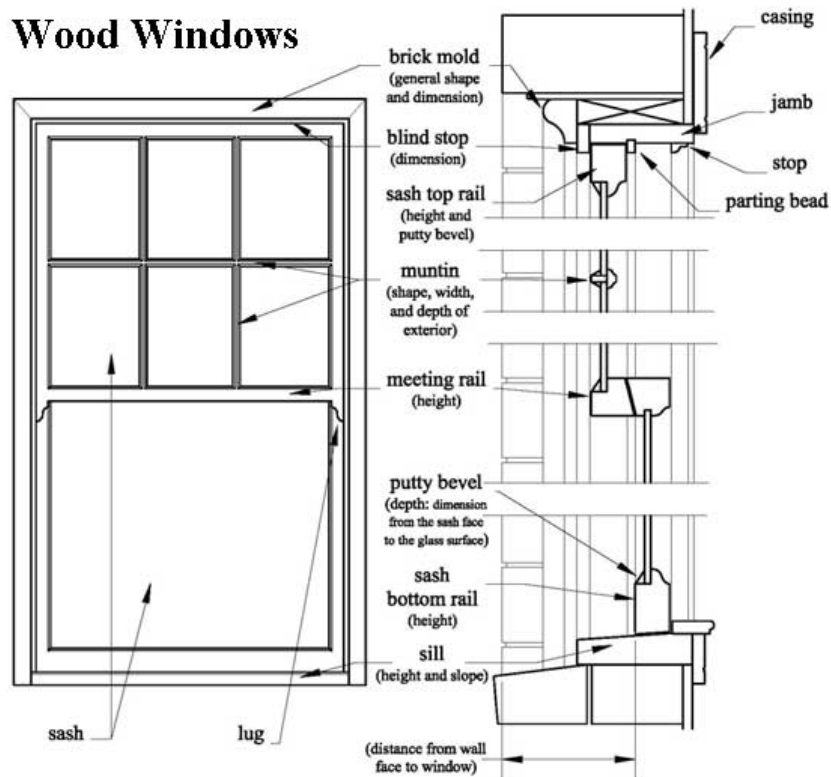 Wood Windows
brick mold
(general shape
and dimension)
blind stop
(dimension)
sash top rail
(height and
putty bevel)
muntin
(shape, width,
and depth of
exterior)
meeting rail
(height)
putty bevel
(depth: dimension
from the sash face
to the glass surface)
sash
bottom rail
(height)
sill
(height and slope)
(distance from wall
face to window)
sash
lug
casing
jamb
stop
parting bead